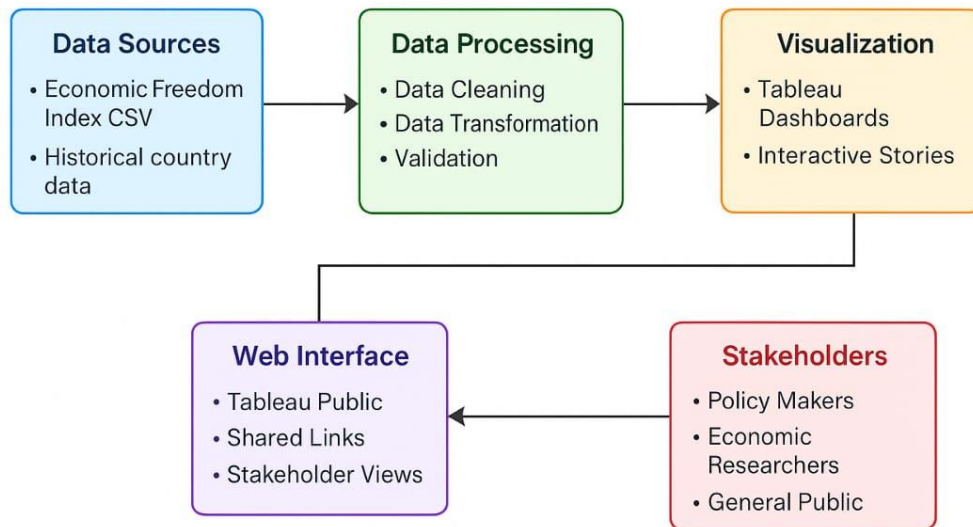 Data Sources
• Economic Freedom
Index CSV
• Historical country
data
Data Processing
• Data Cleaning
• Data Transformation
• Validation
Visualization
• Tableau
Dashboards
• Interactive Stories
Web Interface
• Tableau Public
• Shared Links
• Stakeholder Views
Stakeholders
• Policy Makers
• Economic
Researchers
• General Public